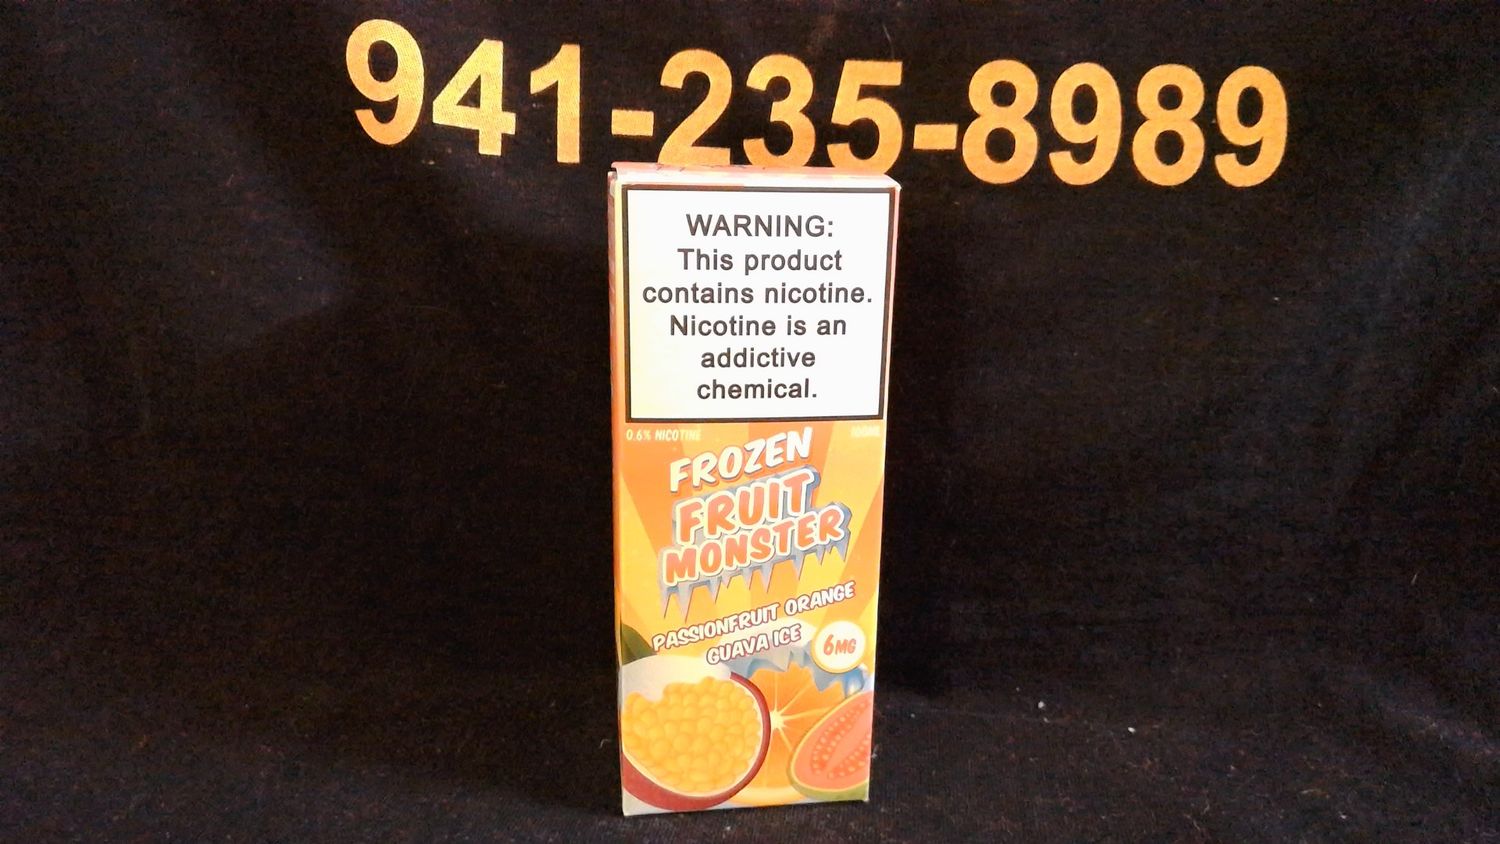 941-235-8989
WARNING:
This product
contains nicotine.
Nicotine is an
addictive
chemical.
0.6% NICOTINE 100ML
FROZEN
FRUIT
MONSTER
PASSIONFRUIT ORANGE
GUAVA ICE
6MG